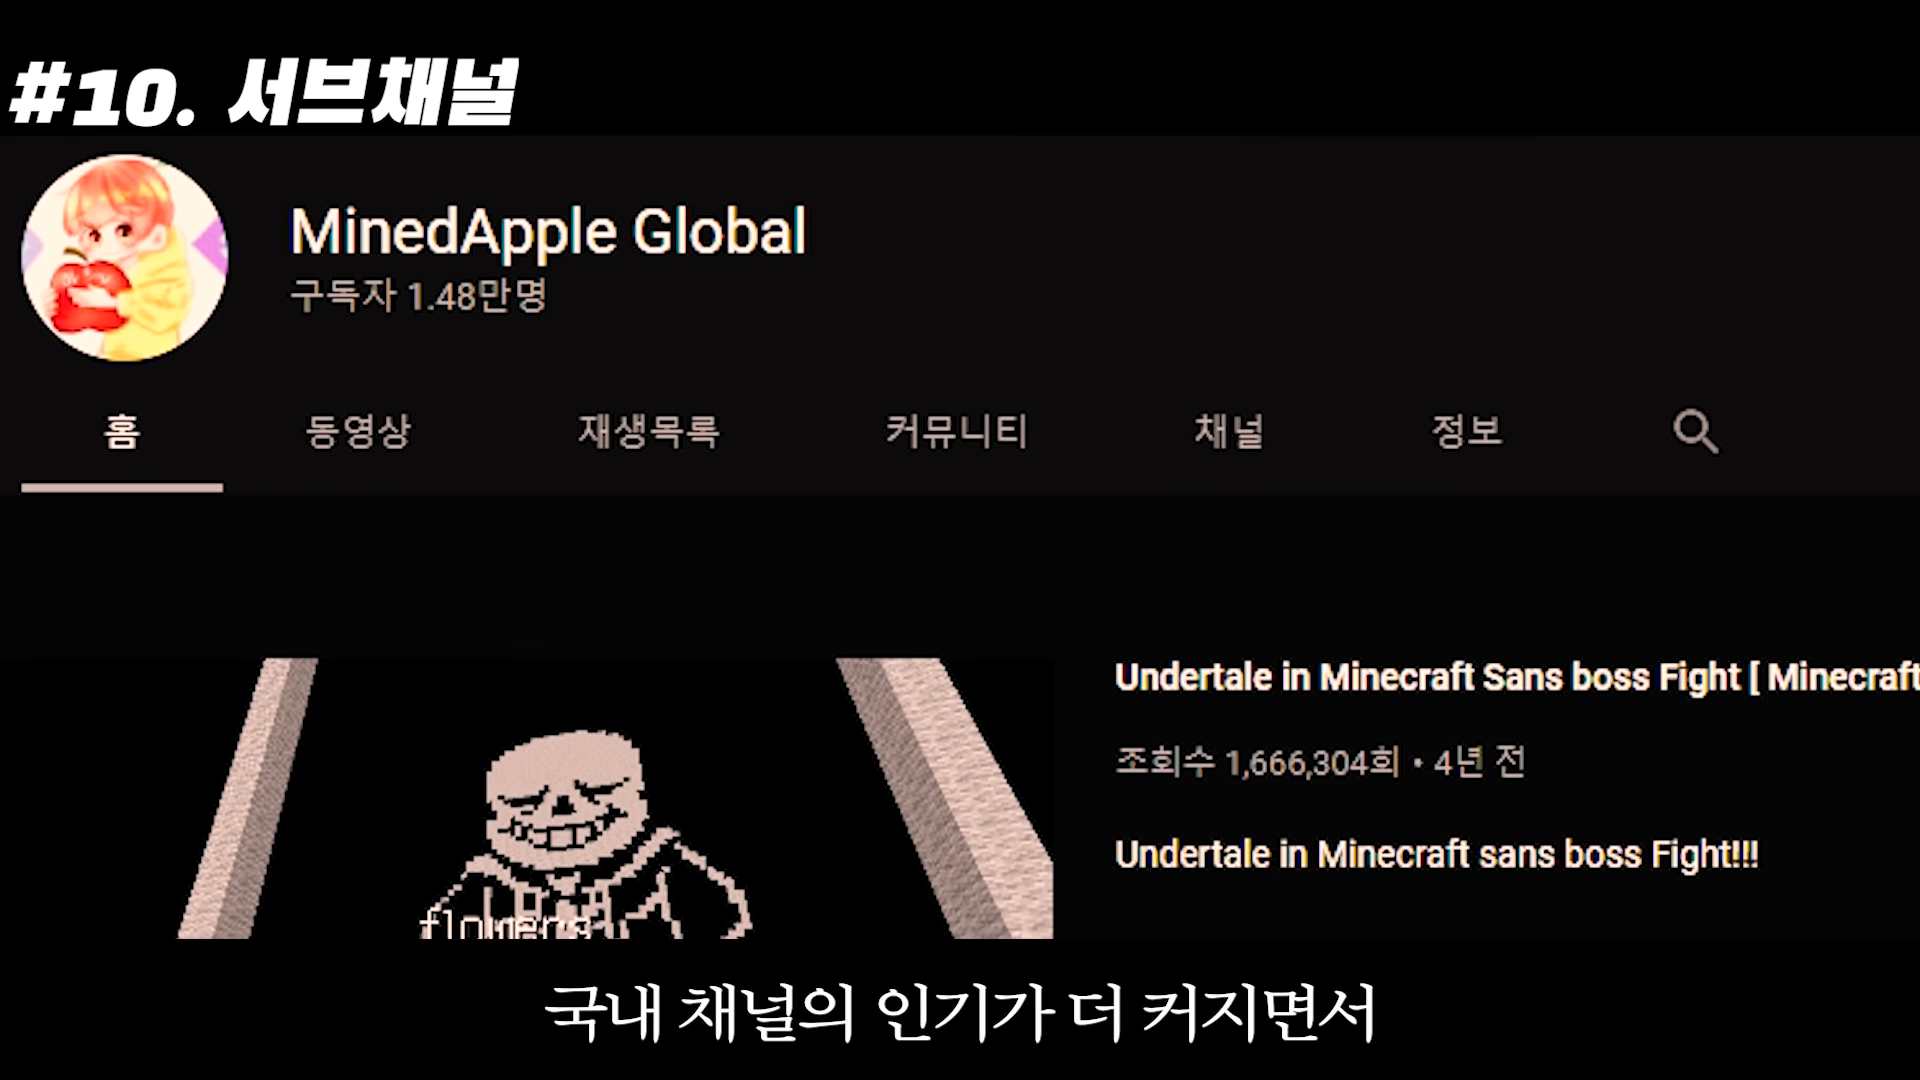 #10. 서브채널
MinedApple Global
구독자 1.48만명
홈 동영상 재생목록 커뮤니티 채널 정보
Undertale in Minecraft Sans boss Fight [ Minecraft
조회수 1,666,304회 • 4년 전
Undertale in Minecraft sans boss Fight!!!
flowers
국내 채널의 인기가 더 커지면서